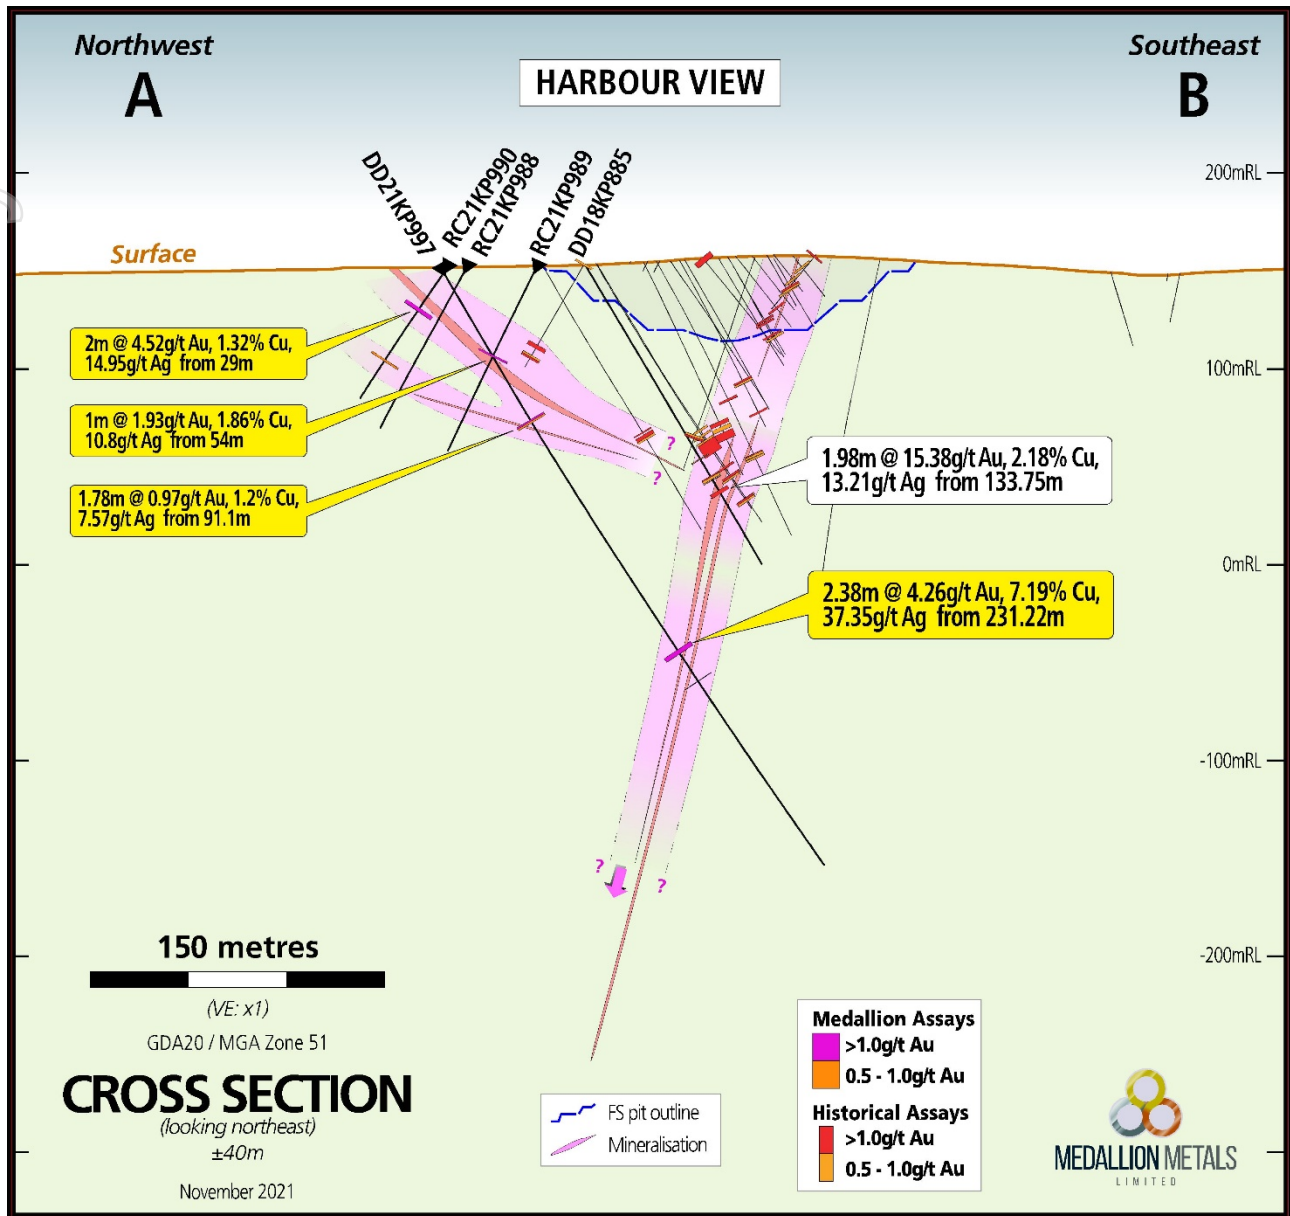 Northwest
A
HARBOUR VIEW
Southeast
B
DD21KP997
RC21KP990
RC21KP988
RC21KP989
DD18KP885
200mRL
Surface
2m @ 4.52g/t Au, 1.32% Cu,
14.95g/t Ag from 29m
100mRL
1m @ 1.93g/t Au, 1.86% Cu,
10.8g/t Ag from 54m
?
?
1.98m @ 15.38g/t Au, 2.18% Cu,
13.21g/t Ag from 133.75m
1.78m @ 0.97g/t Au, 1.2% Cu,
7.57g/t Ag from 91.1m
0mRL
2.38m @ 4.26g/t Au, 7.19% Cu,
37.35g/t Ag from 231.22m
-100mRL
?
?
150 metres
-200mRL
(VE: x1)
GDA20 / MGA Zone 51
CROSS SECTION
(looking northeast)
±40m
November 2021
FS pit outline
Mineralisation
Medallion Assays
>1.0g/t Au
0.5 - 1.0g/t Au
Historical Assays
>1.0g/t Au
0.5 - 1.0g/t Au
MEDALLION METALS
LIMITED